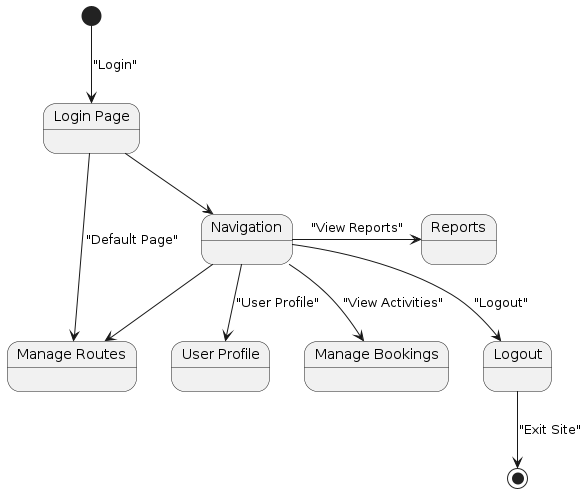 "Login"
Login Page
"Default Page"
Navigation
"View Reports"
Reports
"User Profile"
"View Activities"
"Logout"
Manage Routes
User Profile
Manage Bookings
Logout
"Exit Site"